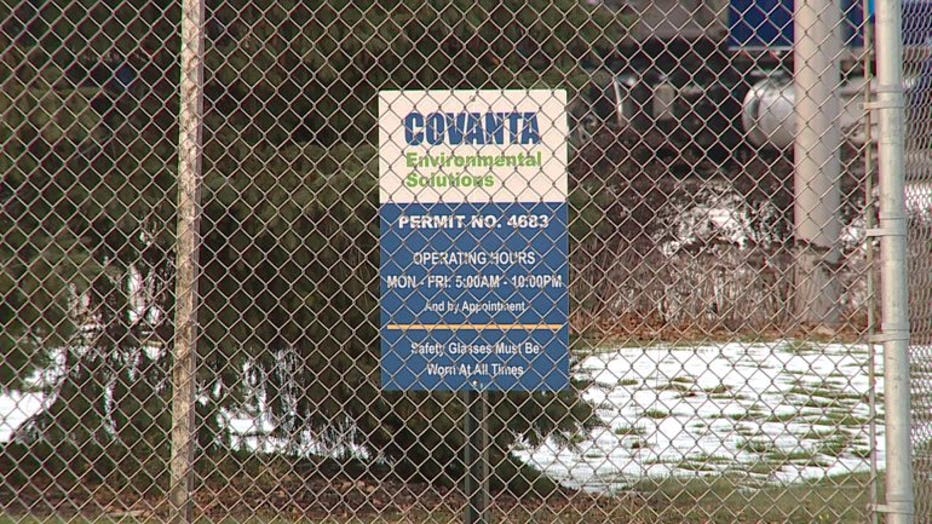 COVANTA
Environmental
Solutions
PERMIT NO. 4683
OPERATING HOURS
MON - FRI: 5:00AM - 10:00PM
And by Appointment
Safety Glasses Must Be
Worn At All Times